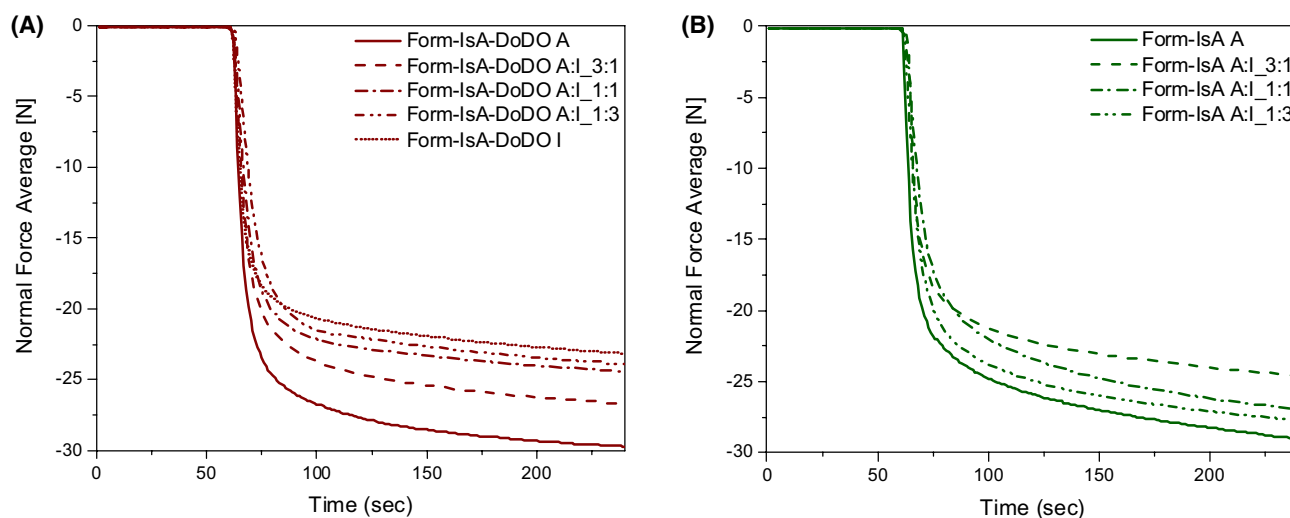 (A)
Normal Force Average [N]
0
-5
-10
-15
-20
-25
-30
Form-IsA-DoDO A
Form-IsA-DoDO A:I_3:1
Form-IsA-DoDO A:I_1:1
Form-IsA-DoDO A:I_1:3
Form-IsA-DoDO I
0 50 100 150 200
Time (sec)
(B)
Normal Force Average [N]
0
-5
-10
-15
-20
-25
-30
Form-IsA A
Form-IsA A:I_3:1
Form-IsA A:I_1:1
Form-IsA A:I_1:3
0 50 100 150 200
Time (sec)